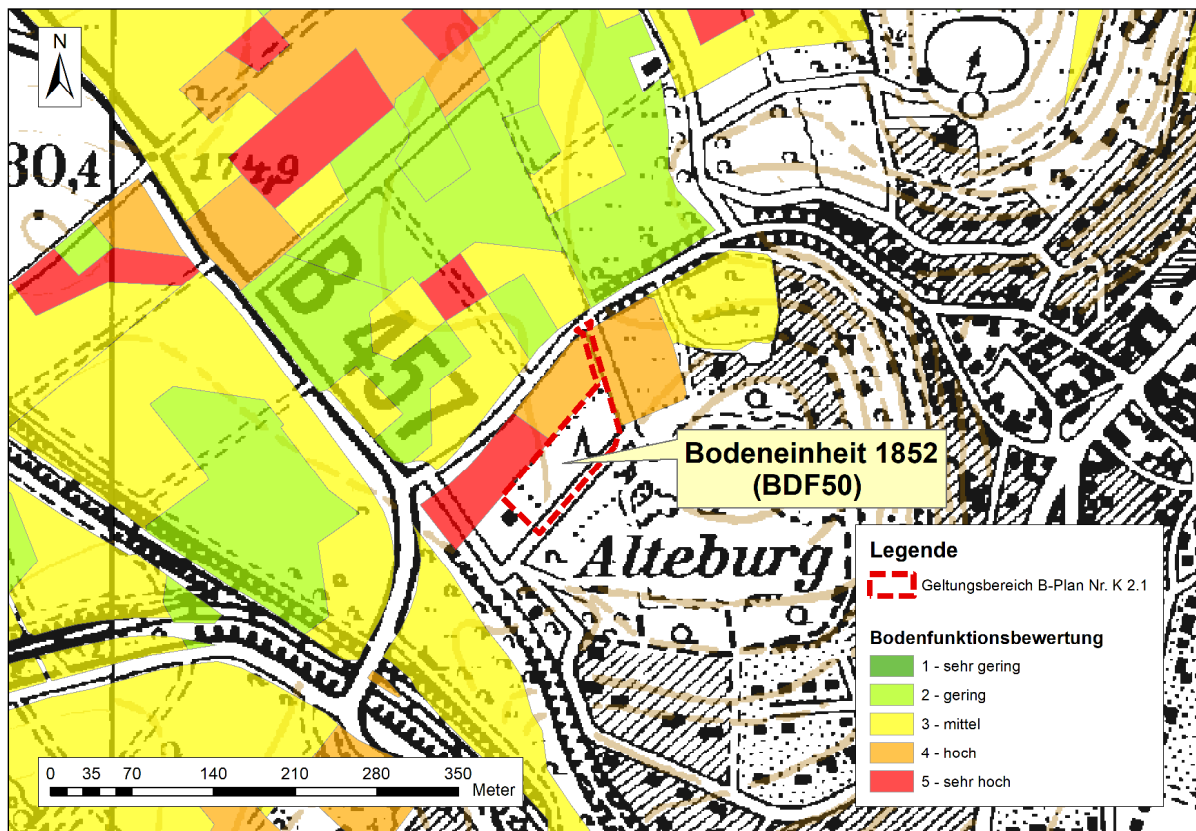 N
30,4
174,9
B 457
Bodeneinheit 1852
(BDF50)
Alteburg
Legende
Geltungsbereich B-Plan Nr. K 2.1
Bodenfunktionsbewertung
1 - sehr gering
2 - gering
3 - mittel
4 - hoch
5 - sehr hoch
0 35 70 140 210 280 350
Meter